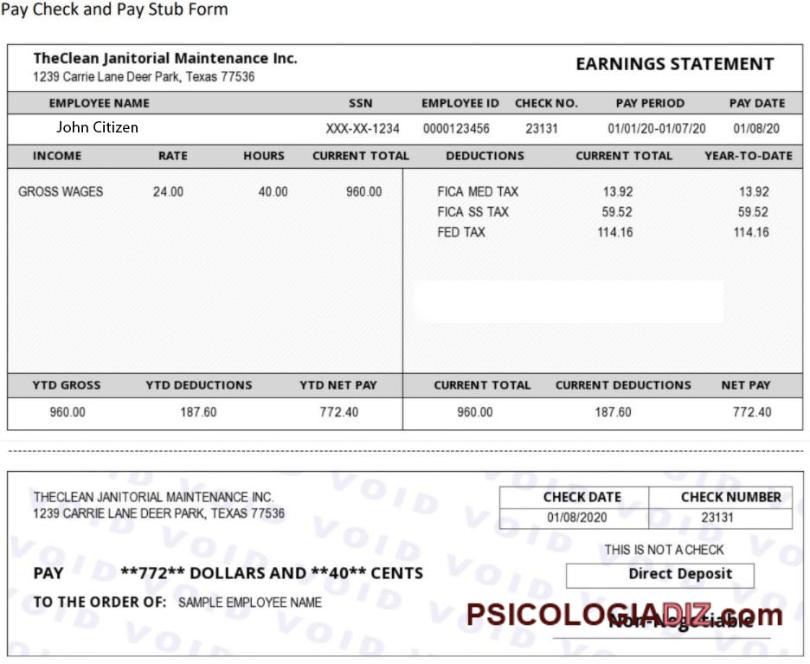 Pay Check and Pay Stub Form
TheClean Janitorial Maintenance Inc.
1239 Carrie Lane Deer Park, Texas 77536
EARNINGS STATEMENT
EMPLOYEE NAME SSN EMPLOYEE ID CHECK NO. PAY PERIOD PAY DATE
John Citizen XXX-XX-1234 0000123456 23131 01/01/20-01/07/20 01/08/20
INCOME RATE HOURS CURRENT TOTAL DEDUCTIONS CURRENT TOTAL YEAR-TO-DATE
GROSS WAGES 24.00 40.00 960.00 FICA MED TAX 13.92 13.92
FICA SS TAX 59.52 59.52
FED TAX 114.16 114.16
YTD GROSS YTD DEDUCTIONS YTD NET PAY CURRENT TOTAL CURRENT DEDUCTIONS NET PAY
960.00 187.60 772.40 960.00 187.60 772.40
THECLEAN JANITORIAL MAINTENANCE INC.
1239 CARRIE LANE DEER PARK, TEXAS 77536
CHECK DATE CHECK NUMBER
01/08/2020 23131
THIS IS NOT A CHECK
PAY **772** DOLLARS AND **40** CENTS
Direct Deposit
TO THE ORDER OF: SAMPLE EMPLOYEE NAME
PSICOLOGIADIZ.com
Non-Negotiable
VOID VOID VOID VOID